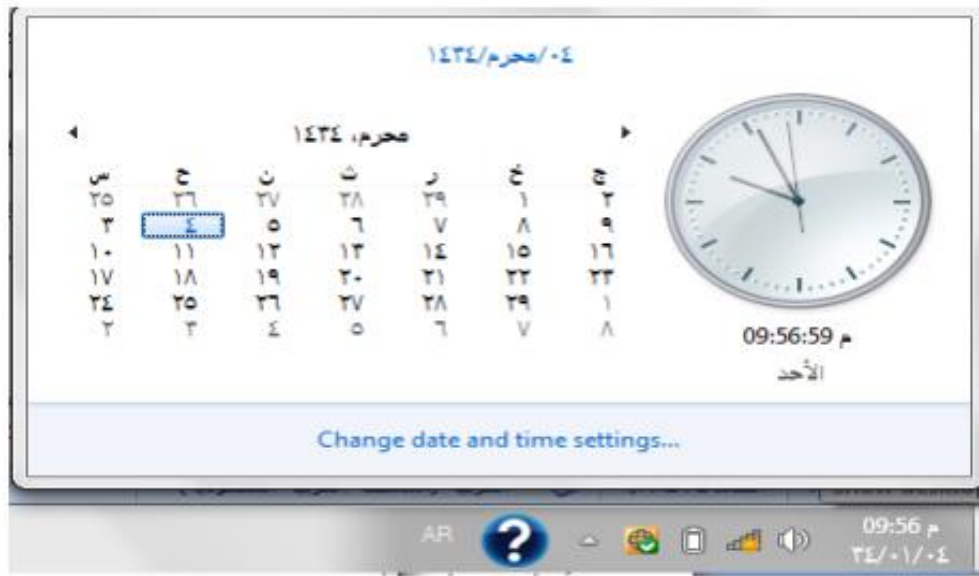 ٠٤/محرم/١٤٣٤
محرم، ١٤٣٤
س ح ن ث ر خ ج
٢٥ ٢٦ ٢٧ ٢٨ ٢٩ ١ ٢
٣ ٤ ٥ ٦ ٧ ٨ ٩
١٠ ١١ ١٢ ١٣ ١٤ ١٥ ١٦
١٧ ١٨ ١٩ ٢٠ ٢١ ٢٢ ٢٣
٢٤ ٢٥ ٢٦ ٢٧ ٢٨ ٢٩ ١
٢ ٣ ٤ ٥ ٦ ٧ ٨
09:56:59 م
الأحد
Change date and time settings...
AR
?
09:56 م
٣٤/٠١/٠٤